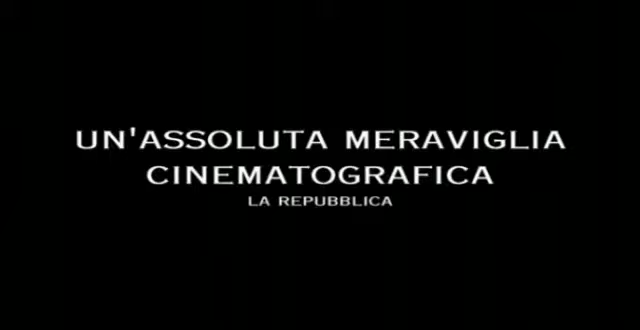 UN'ASSOLUTA MERAVIGLIA
CINEMATOGRAFICA
LA REPUBBLICA